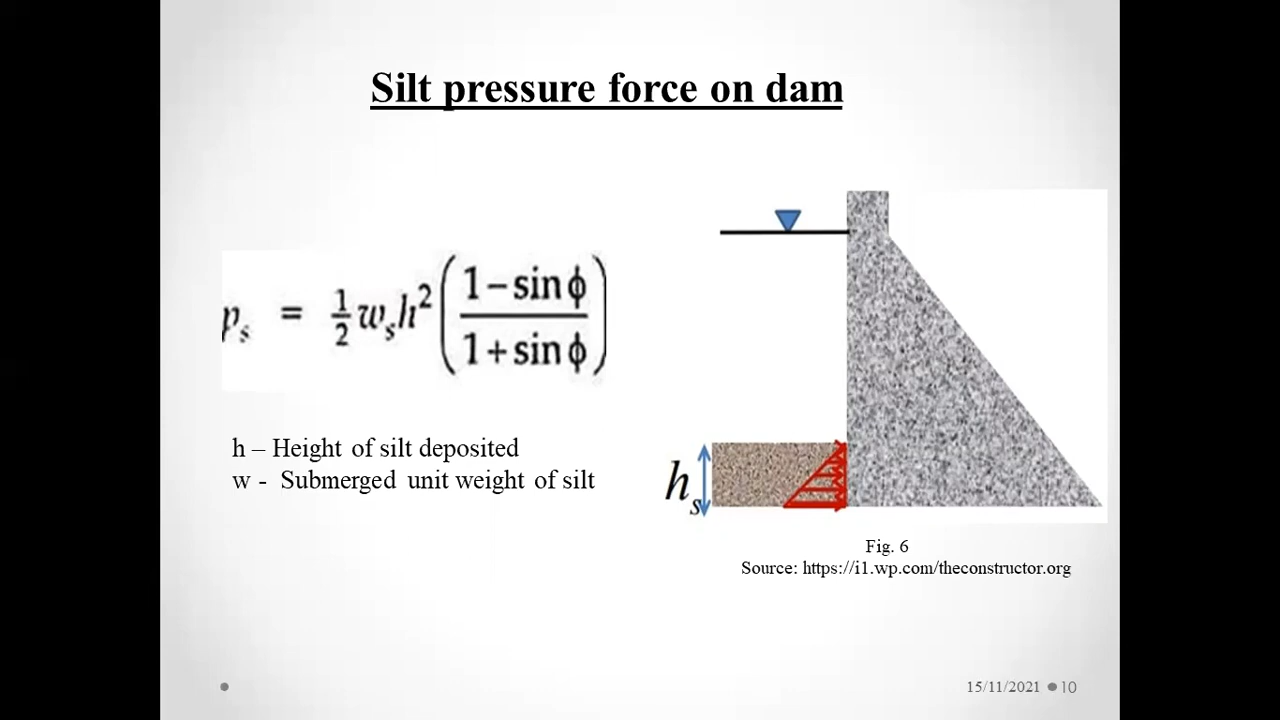 Silt pressure force on dam
pₛ = ½ wₛh² ( (1 − sin ϕ) / (1 + sin ϕ) )
h – Height of silt deposited
w -  Submerged unit weight of silt
hₛ
Fig. 6
Source: https://i1.wp.com/theconstructor.org
15/11/2021 10